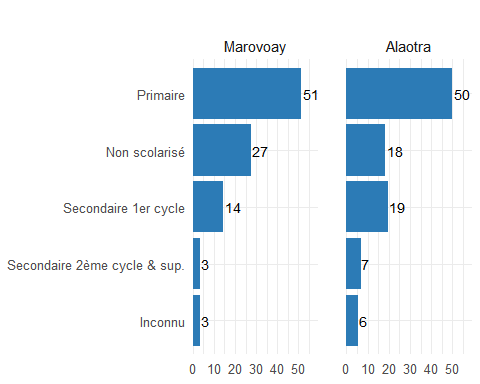 Marovoay Alaotra
Primaire 51 50
Non scolarisé 27 18
Secondaire 1er cycle 14 19
Secondaire 2ème cycle & sup. 3 7
Inconnu 3 6
0 10 20 30 40 50 0 10 20 30 40 50